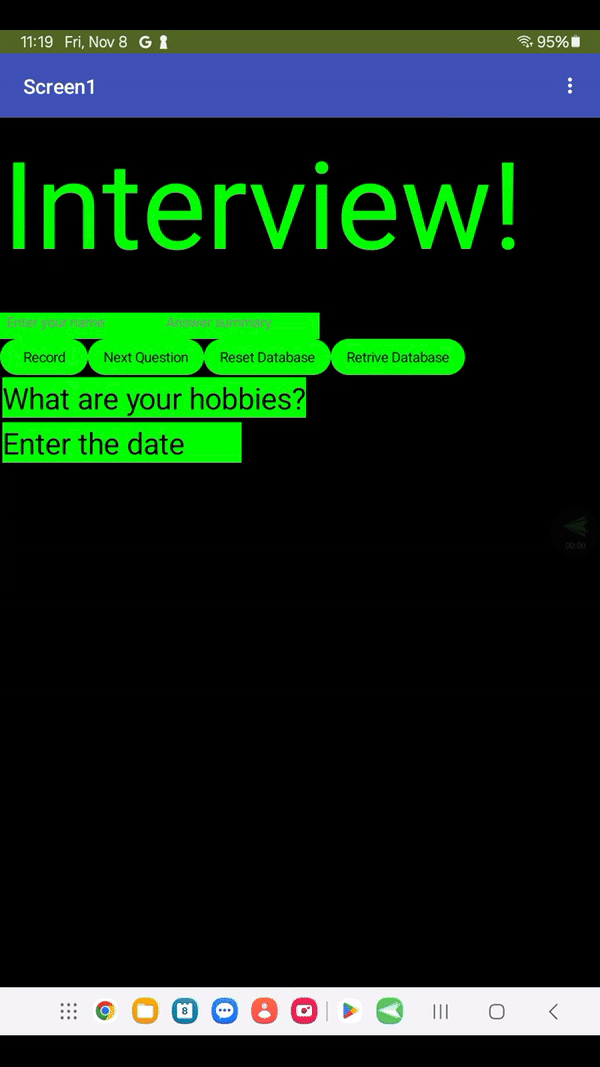 11:19 Fri, Nov 8 G 95%
Screen1
Interview!
Enter your name Answer summary
Record Next Question Reset Database Retrive Database
What are your hobbies?
Enter the date
00:00
8